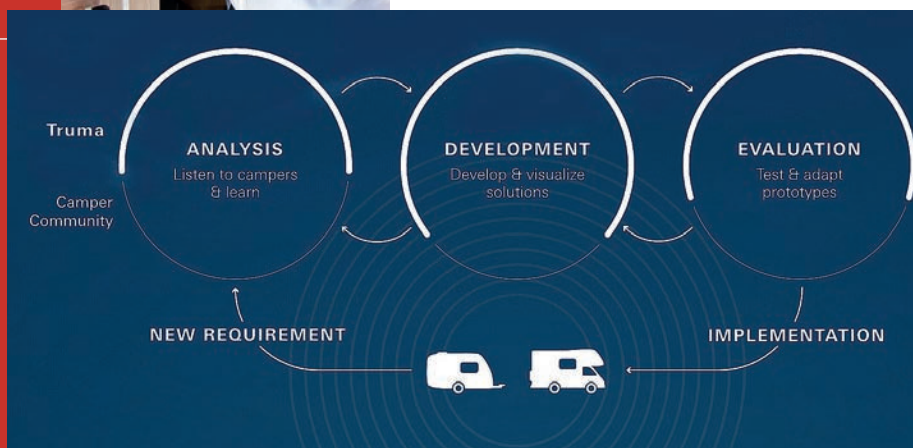 Truma
Camper
Community
ANALYSIS
Listen to campers
& learn
DEVELOPMENT
Develop & visualize
solutions
EVALUATION
Test & adapt
prototypes
NEW REQUIREMENT
IMPLEMENTATION